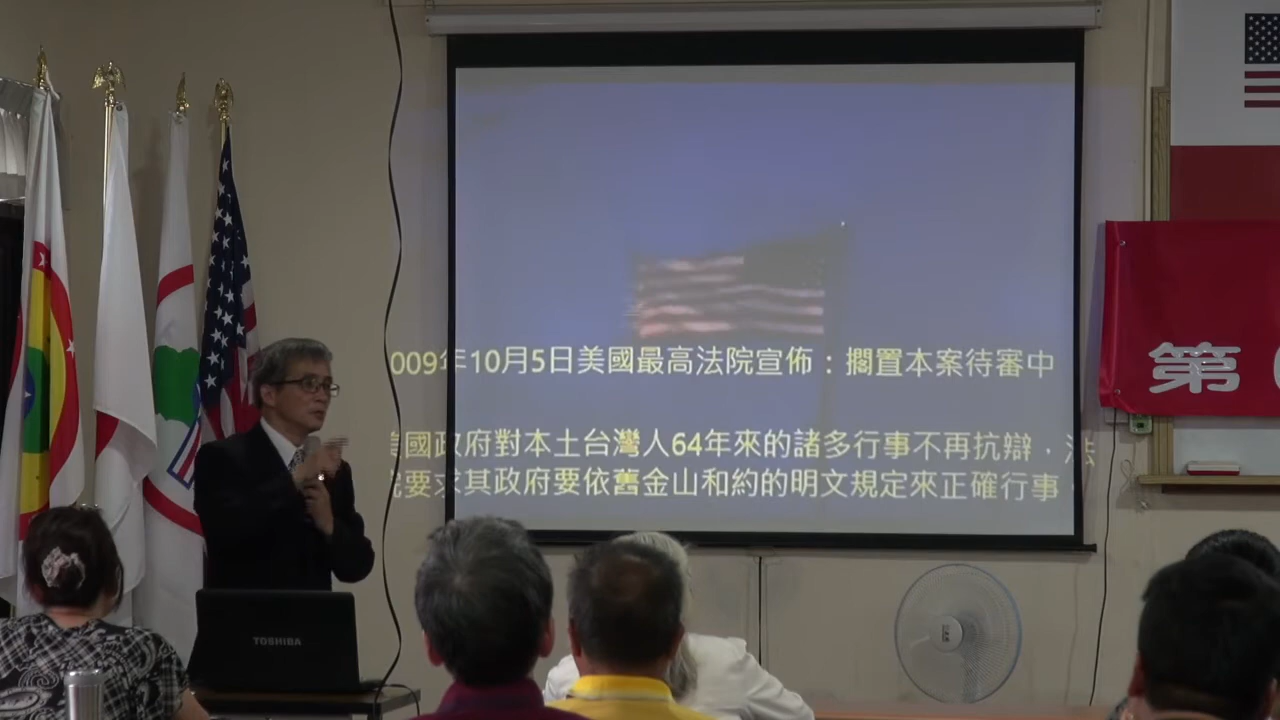 009年10月5日美國最高法院宣佈：擱置本案待審中
美國政府對本土台灣人64年來的諸多行事不再抗辯，法
院要求其政府要依舊金山和約的明文規定來正確行事。
第
TOSHIBA